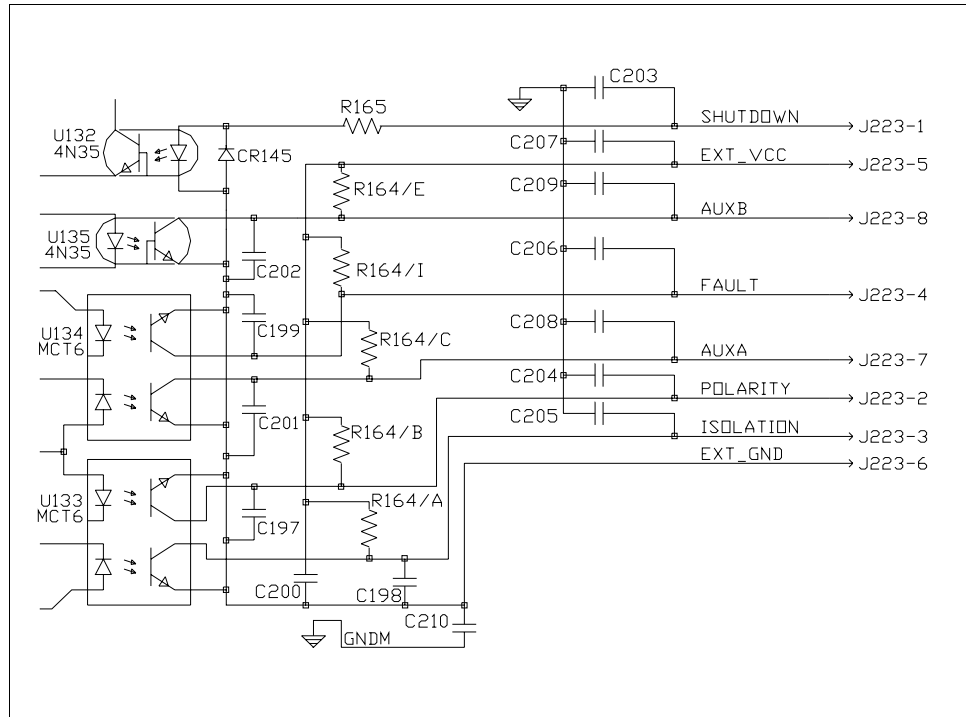 C203
R165
SHUTDOWN
J223-1
U132
4N35
CR145
C207
EXT_VCC
J223-5
R164/E
C209
AUXB
J223-8
U135
4N35
C202
R164/I
C206
FAULT
J223-4
U134
MCT6
C199
R164/C
C208
AUXA
J223-7
C204
POLARITY
J223-2
C201
R164/B
C205
ISOLATION
J223-3
EXT_GND
J223-6
U133
MCT6
C197
R164/A
C200
C198
C210
GNDM